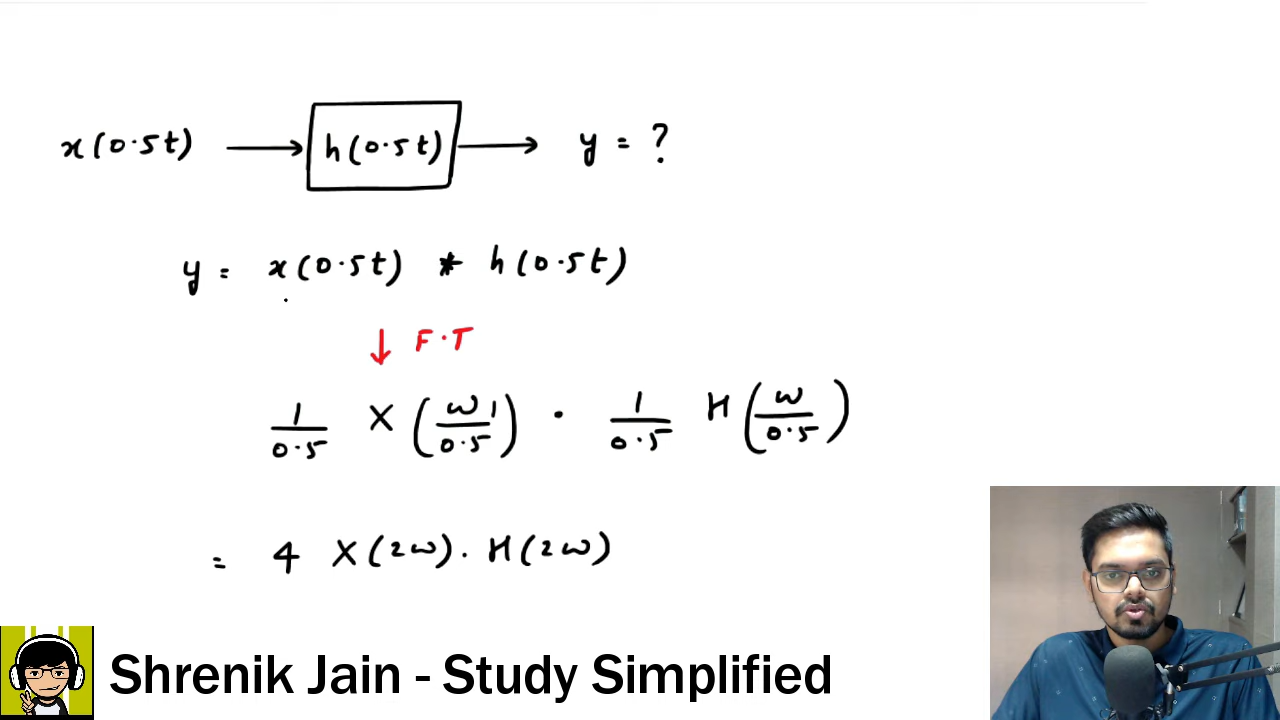 x(0.5t) → h(0.5t) → y = ?
y = x(0.5t) * h(0.5t)
↓ F.T
1/0.5 X(ω/0.5) · 1/0.5 H(ω/0.5)
= 4 X(2ω) . H(2ω)
Shrenik Jain - Study Simplified